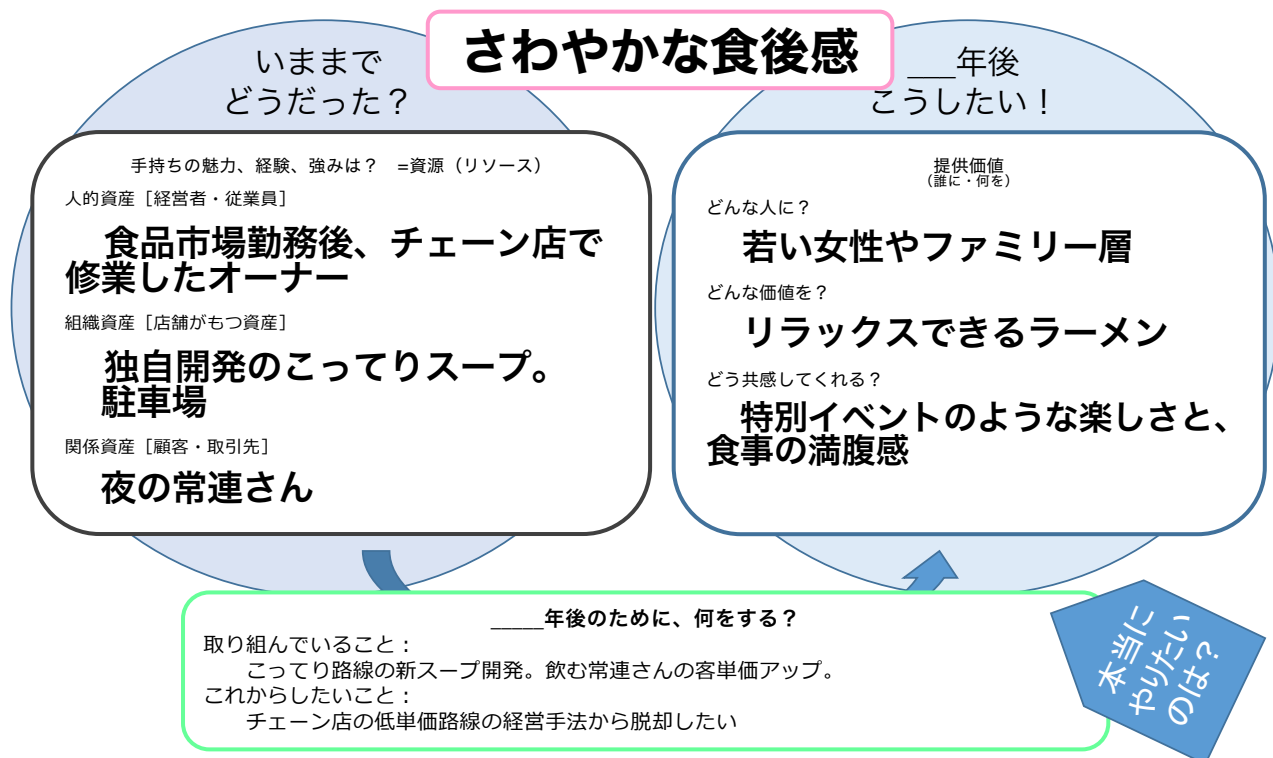 さわやかな食後感
いままで
どうだった？
手持ちの魅力、経験、強みは？　=資源（リソース）
人的資産［経営者・従業員］
食品市場勤務後、チェーン店で
修業したオーナー
組織資産［店舗がもつ資産］
独自開発のこってりスープ。
駐車場
関係資産［顧客・取引先］
夜の常連さん
___年後
こうしたい！
提供価値
（誰に・何を）
どんな人に？
若い女性やファミリー層
どんな価値を？
リラックスできるラーメン
どう共感してくれる？
特別イベントのような楽しさと、
食事の満腹感
_____年後のために、何をする？
取り組んでいること：
こってり路線の新スープ開発。飲む常連さんの客単価アップ。
これからしたいこと：
チェーン店の低単価路線の経営手法から脱却したい
本当に
やりたい
のは？